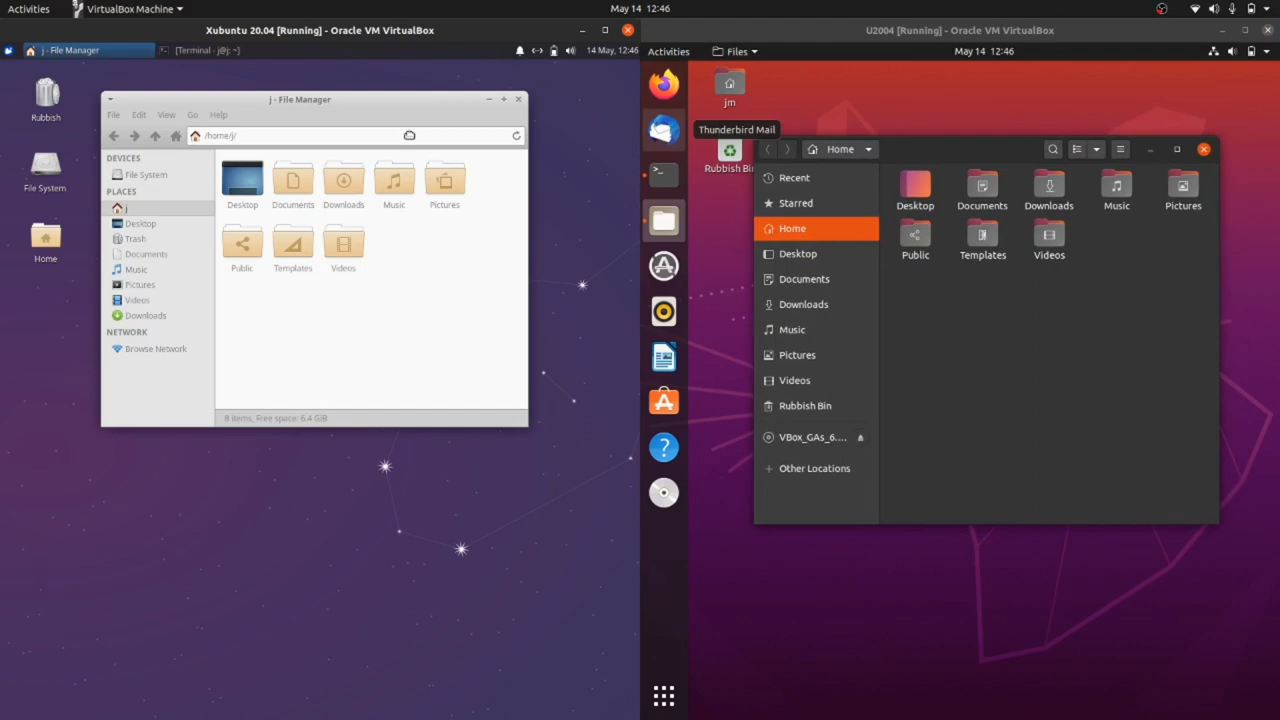 Activities
VirtualBox Machine
May 14 12:46
Xubuntu 20.04 [Running] - Oracle VM VirtualBox
j - File Manager
[Terminal - j@j: ~]
14 May, 12:46
Rubbish
File System
Home
j - File Manager
File Edit View Go Help
/home/j/
DEVICES
File System
PLACES
j
Desktop
Trash
Documents
Music
Pictures
Videos
Downloads
NETWORK
Browse Network
Desktop Documents Downloads Music Pictures
Public Templates Videos
8 items, Free space: 6.4 GiB
U2004 [Running] - Oracle VM VirtualBox
Activities
Files
May 14 12:46
jm
Thunderbird Mail
Rubbish Bin
Home
Recent
Starred
Home
Desktop
Documents
Downloads
Music
Pictures
Videos
Rubbish Bin
VBox_GAs_6....
Other Locations
Desktop Documents Downloads Music Pictures
Public Templates Videos